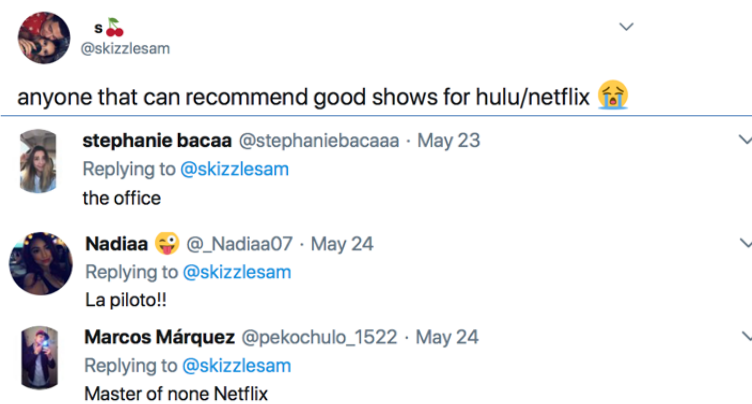 s🍒
@skizzlesam
anyone that can recommend good shows for hulu/netflix 😭
stephanie bacaa @stephaniebacaaa · May 23
Replying to @skizzlesam
the office
Nadiaa 😜 @_Nadiaa07 · May 24
Replying to @skizzlesam
La piloto!!
Marcos Márquez @pekochulo_1522 · May 24
Replying to @skizzlesam
Master of none Netflix